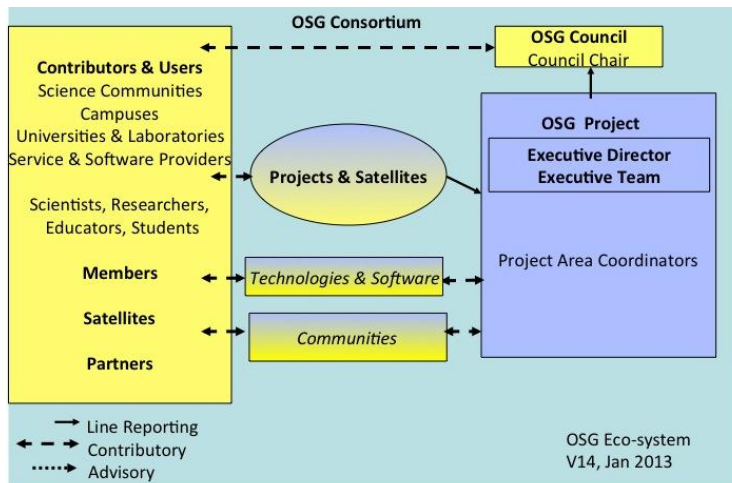 OSG Consortium
Contributors & Users
Science Communities
Campuses
Universities & Laboratories
Service & Software Providers
Scientists, Researchers,
Educators, Students
Members
Satellites
Partners
Projects & Satellites
Technologies & Software
Communities
OSG Council
Council Chair
OSG Project
Executive Director
Executive Team
Project Area Coordinators
Line Reporting
Contributory
Advisory
OSG Eco-system
V14, Jan 2013